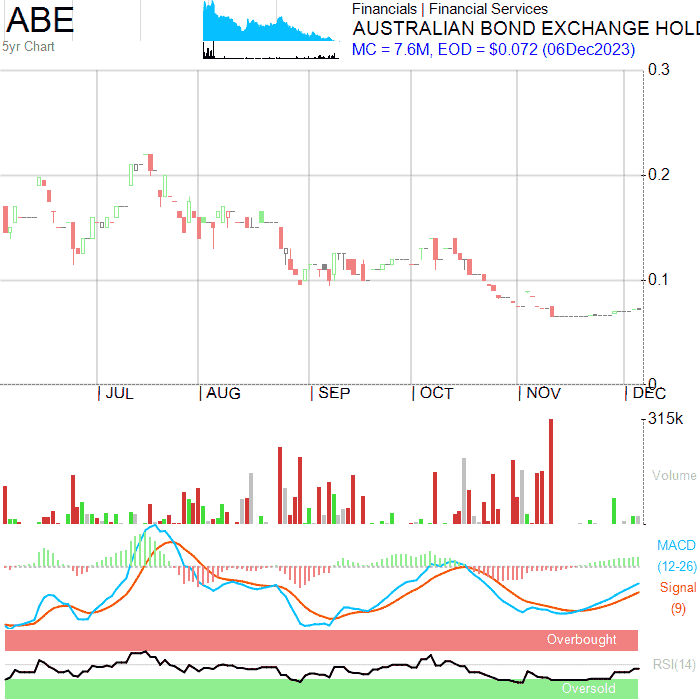 ABE
5yr Chart
Financials | Financial Services
AUSTRALIAN BOND EXCHANGE HOLD
MC = 7.6M, EOD = $0.072 (06Dec2023)
0.3
0.2
0.1
0
JUL
AUG
SEP
OCT
NOV
DEC
315k
Volume
MACD
(12-26)
Signal
(9)
Overbought
RSI(14)
Oversold